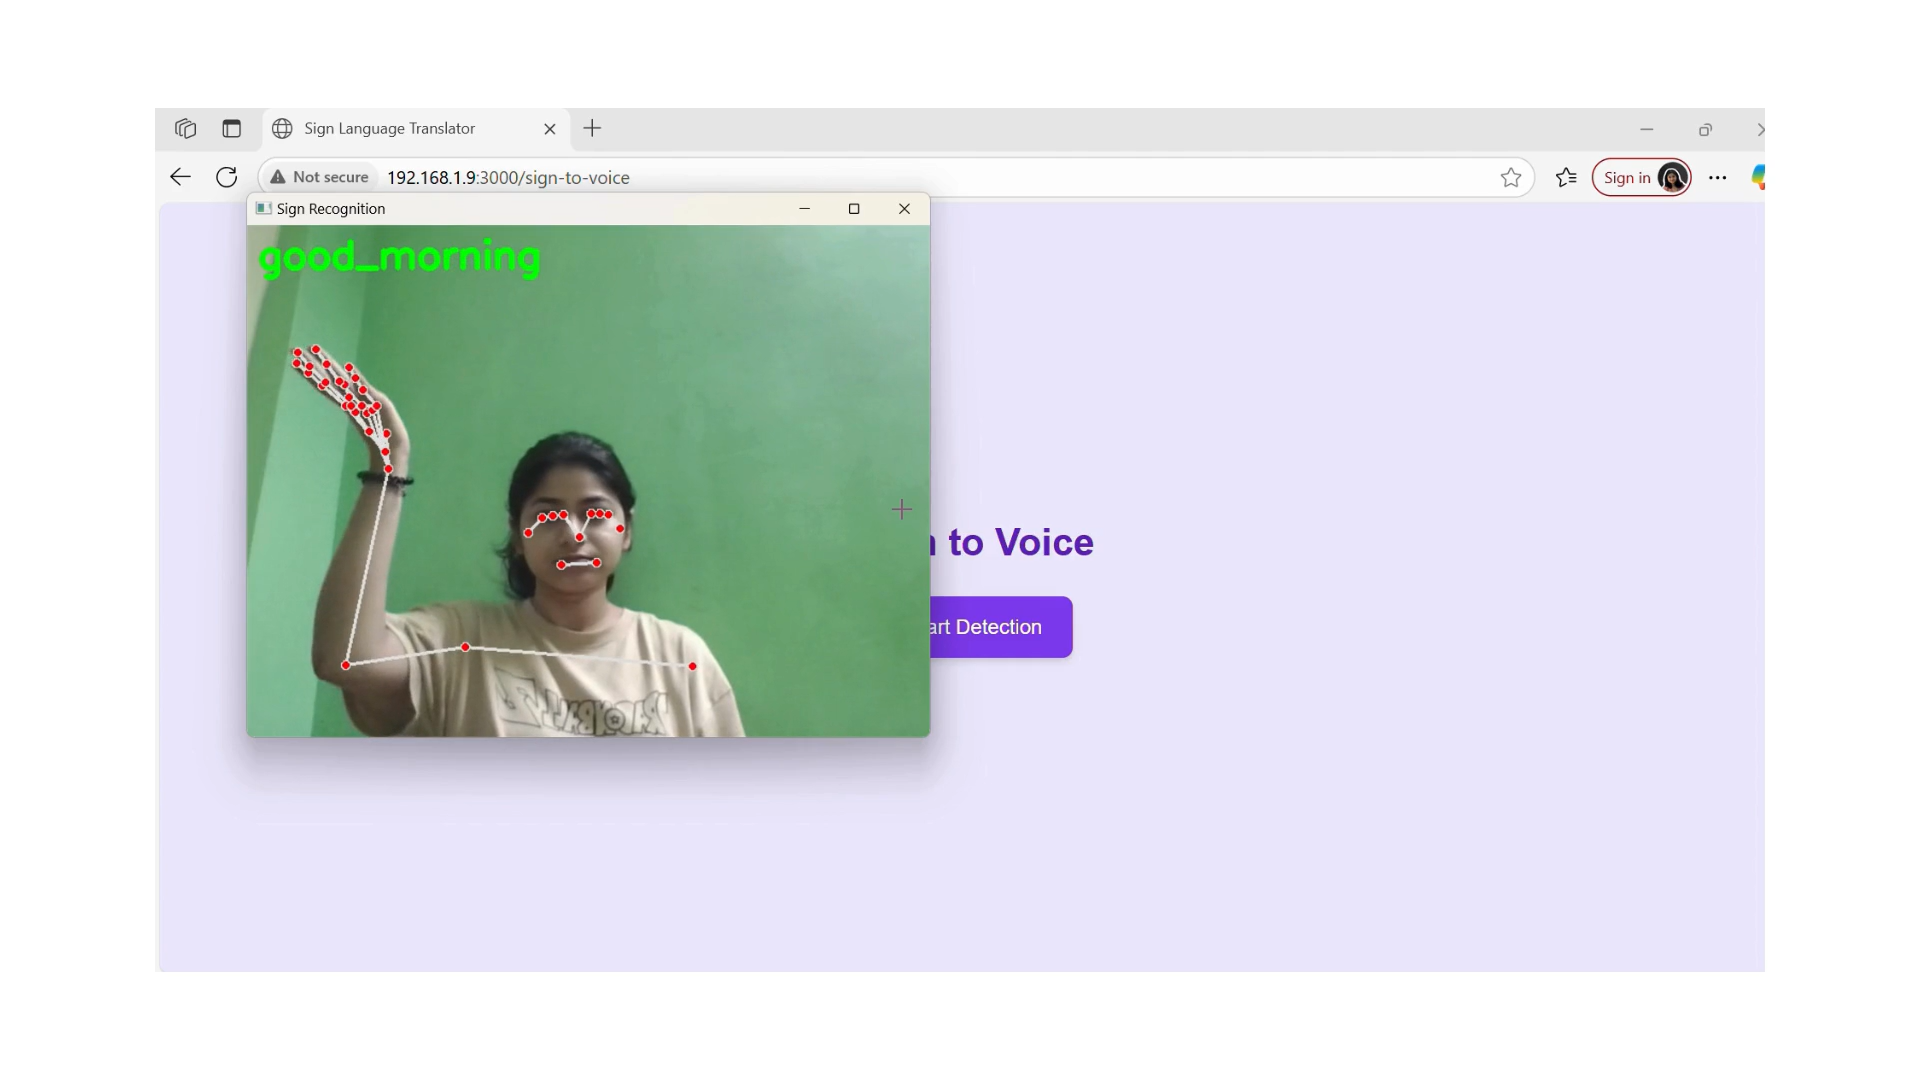 Sign Language Translator
Not secure
192.168.1.9:3000/sign-to-voice
Sign in
Sign Recognition
good_morning
to Voice
Detection